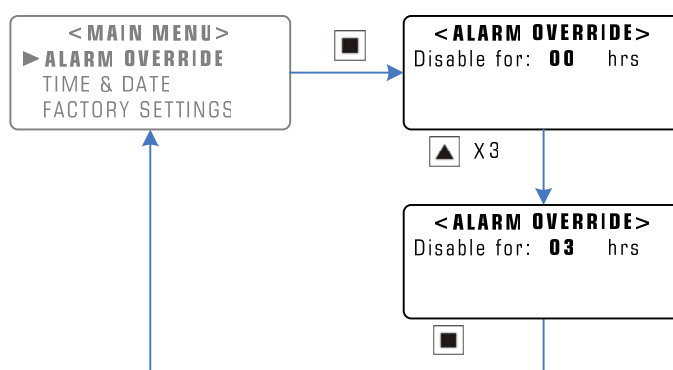 <MAIN MENU>
►ALARM OVERRIDE
TIME & DATE
FACTORY SETTINGS
<ALARM OVERRIDE>
Disable for: 00 hrs
X3
<ALARM OVERRIDE>
Disable for: 03 hrs